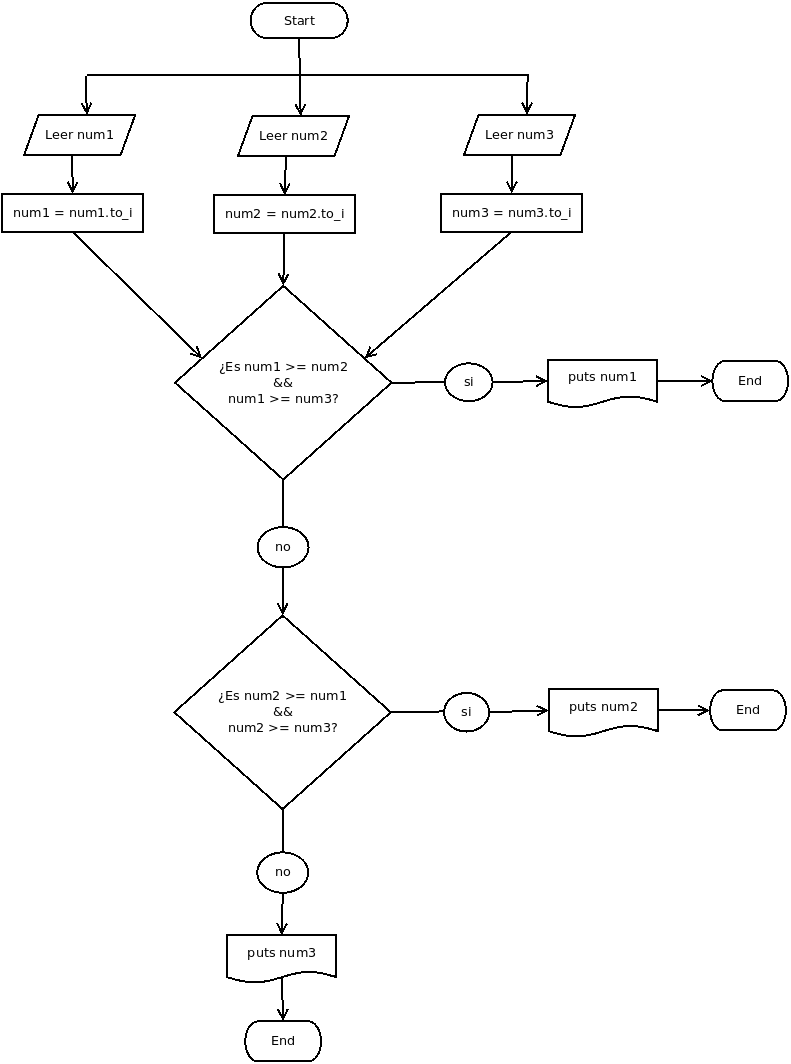 Start
Leer num1
Leer num2
Leer num3
num1 = num1.to_i
num2 = num2.to_i
num3 = num3.to_i
¿Es num1 >= num2
&&
num1 >= num3?
si
puts num1
End
no
¿Es num2 >= num1
&&
num2 >= num3?
si
puts num2
End
no
puts num3
End